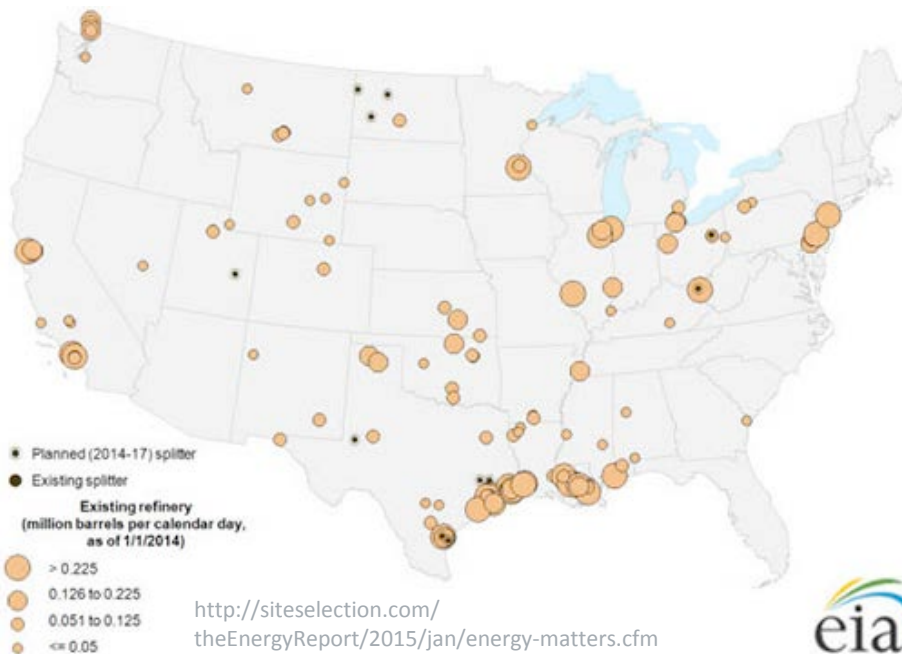 Planned (2014-17) splitter
Existing splitter
Existing refinery
(million barrels per calendar day,
as of 1/1/2014)
> 0.225
0.126 to 0.225
0.051 to 0.125
<= 0.05
http://siteselection.com/
theEnergyReport/2015/jan/energy-matters.cfm
eia